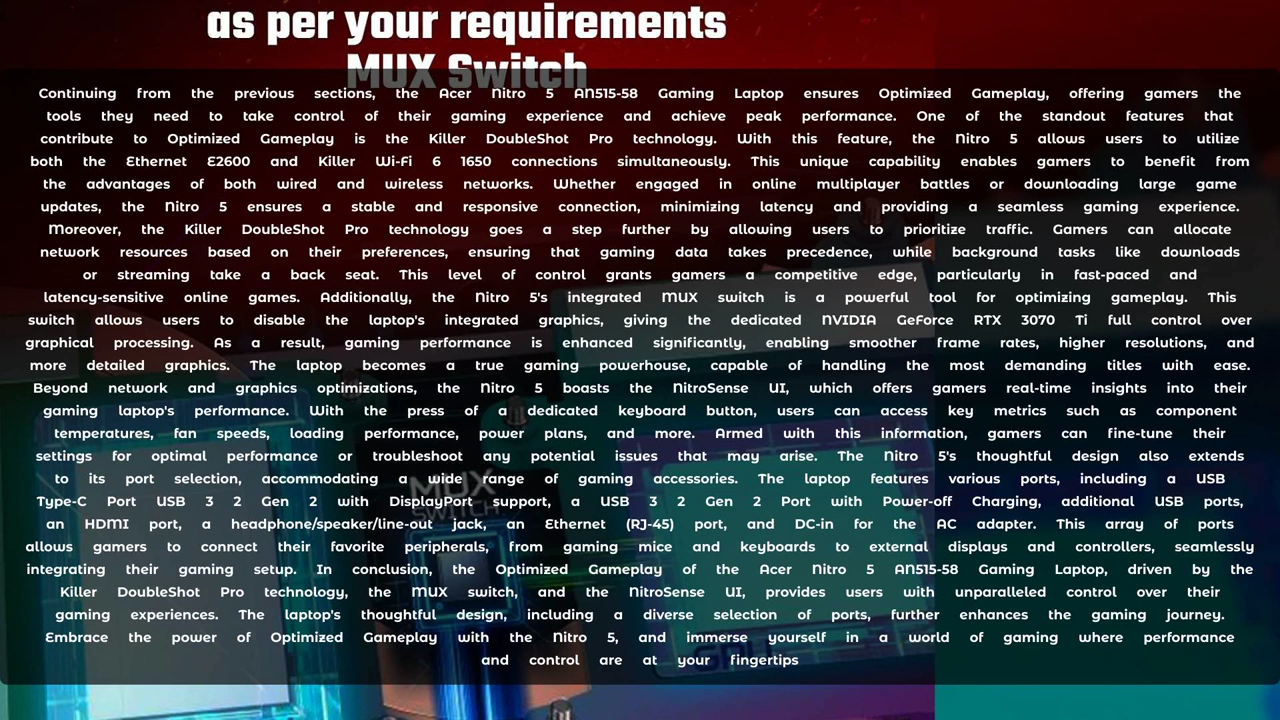 as per your requirements
MUX Switch
Continuing from the previous sections, the Acer Nitro 5 AN515-58 Gaming Laptop ensures Optimized Gameplay, offering gamers the
tools they need to take control of their gaming experience and achieve peak performance. One of the standout features that
contribute to Optimized Gameplay is the Killer DoubleShot Pro technology. With this feature, the Nitro 5 allows users to utilize
both the Ethernet E2600 and Killer Wi-Fi 6 1650 connections simultaneously. This unique capability enables gamers to benefit from
the advantages of both wired and wireless networks. Whether engaged in online multiplayer battles or downloading large game
updates, the Nitro 5 ensures a stable and responsive connection, minimizing latency and providing a seamless gaming experience.
Moreover, the Killer DoubleShot Pro technology goes a step further by allowing users to prioritize traffic. Gamers can allocate
network resources based on their preferences, ensuring that gaming data takes precedence, while background tasks like downloads
or streaming take a back seat. This level of control grants gamers a competitive edge, particularly in fast-paced and
latency-sensitive online games. Additionally, the Nitro 5's integrated MUX switch is a powerful tool for optimizing gameplay. This
switch allows users to disable the laptop's integrated graphics, giving the dedicated NVIDIA GeForce RTX 3070 Ti full control over
graphical processing. As a result, gaming performance is enhanced significantly, enabling smoother frame rates, higher resolutions, and
more detailed graphics. The laptop becomes a true gaming powerhouse, capable of handling the most demanding titles with ease.
Beyond network and graphics optimizations, the Nitro 5 boasts the NitroSense UI, which offers gamers real-time insights into their
gaming laptop's performance. With the press of a dedicated keyboard button, users can access key metrics such as component
temperatures, fan speeds, loading performance, power plans, and more. Armed with this information, gamers can fine-tune their
settings for optimal performance or troubleshoot any potential issues that may arise. The Nitro 5's thoughtful design also extends
to its port selection, accommodating a wide range of gaming accessories. The laptop features various ports, including a USB
Type-C Port USB 3 2 Gen 2 with DisplayPort support, a USB 3 2 Gen 2 Port with Power-off Charging, additional USB ports,
an HDMI port, a headphone/speaker/line-out jack, an Ethernet (RJ-45) port, and DC-in for the AC adapter. This array of ports
allows gamers to connect their favorite peripherals, from gaming mice and keyboards to external displays and controllers, seamlessly
integrating their gaming setup. In conclusion, the Optimized Gameplay of the Acer Nitro 5 AN515-58 Gaming Laptop, driven by the
Killer DoubleShot Pro technology, the MUX switch, and the NitroSense UI, provides users with unparalleled control over their
gaming experiences. The laptop's thoughtful design, including a diverse selection of ports, further enhances the gaming journey.
Embrace the power of Optimized Gameplay with the Nitro 5, and immerse yourself in a world of gaming where performance
and control are at your fingertips
MUX
SWITCH
GPU